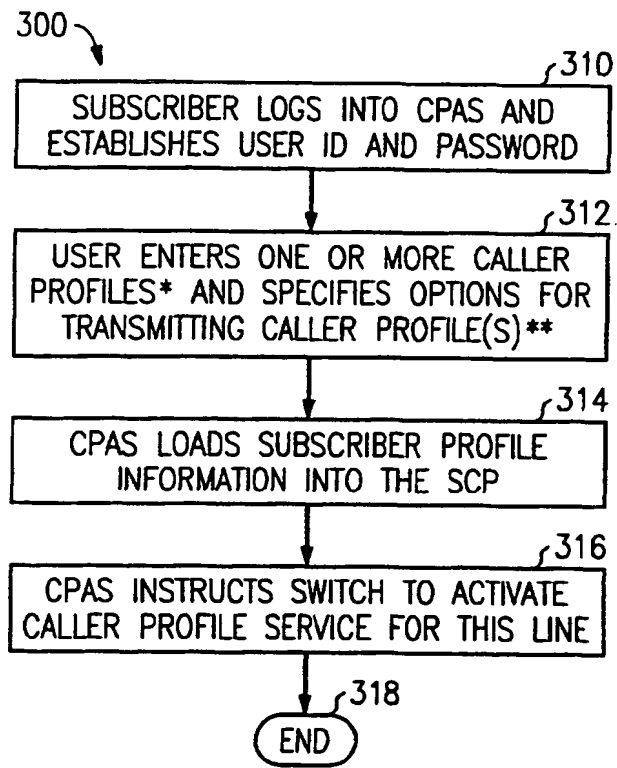 300
310
SUBSCRIBER LOGS INTO CPAS AND
ESTABLISHES USER ID AND PASSWORD
312
USER ENTERS ONE OR MORE CALLER
PROFILES* AND SPECIFIES OPTIONS FOR
TRANSMITTING CALLER PROFILE(S)**
314
CPAS LOADS SUBSCRIBER PROFILE
INFORMATION INTO THE SCP
316
CPAS INSTRUCTS SWITCH TO ACTIVATE
CALLER PROFILE SERVICE FOR THIS LINE
318
END